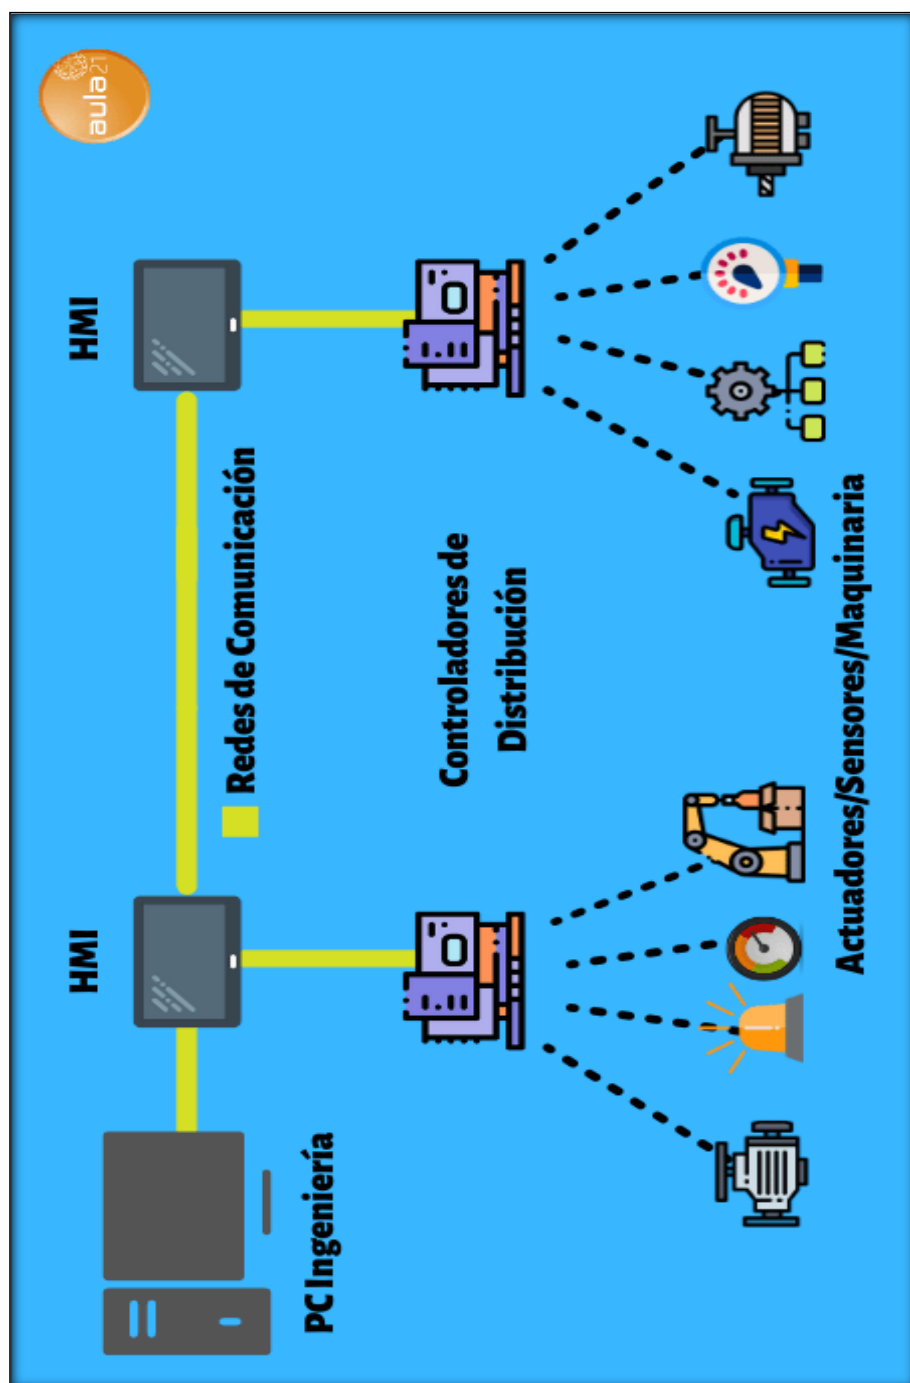 aula21
HMI
HMI
Redes de Comunicación
PC Ingeniería
Controladores de
Distribución
Actuadores/Sensores/Maquinaria